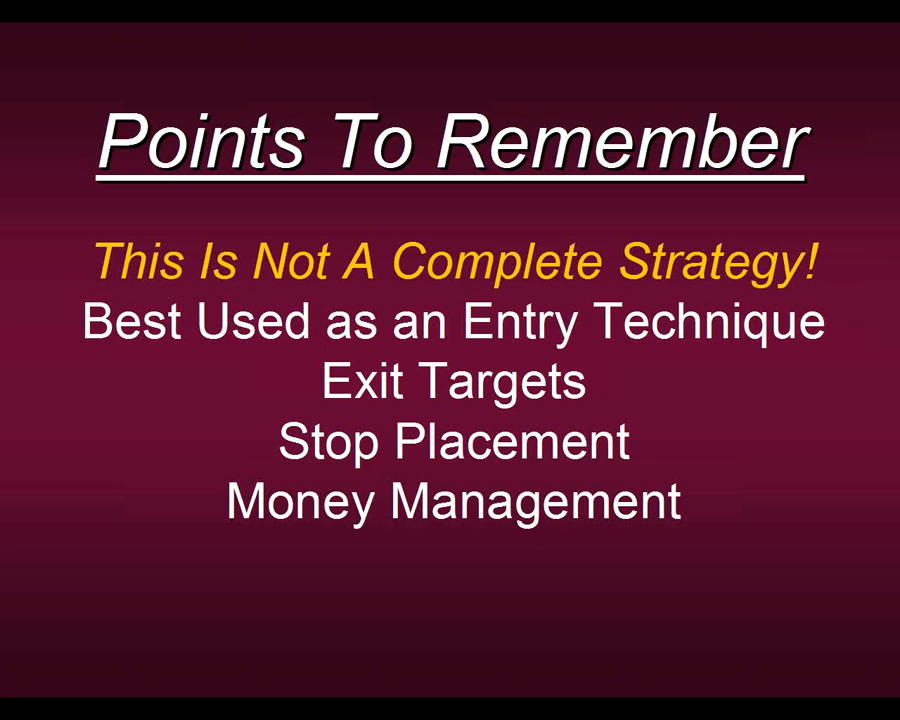 Points To Remember
This Is Not A Complete Strategy!
Best Used as an Entry Technique
Exit Targets
Stop Placement
Money Management